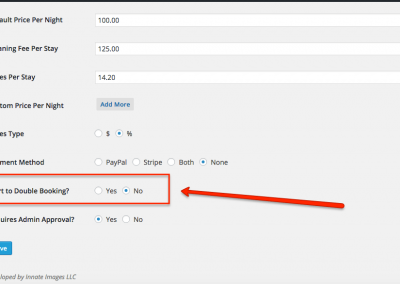 ault Price Per Night 100.00
aning Fee Per Stay 125.00
es Per Stay 14.20
tom Price Per Night Add More
es Type $ %
ment Method PayPal Stripe Both None
rt to Double Booking? Yes No
uires Admin Approval? Yes No
ve
eloped by Innate Images LLC